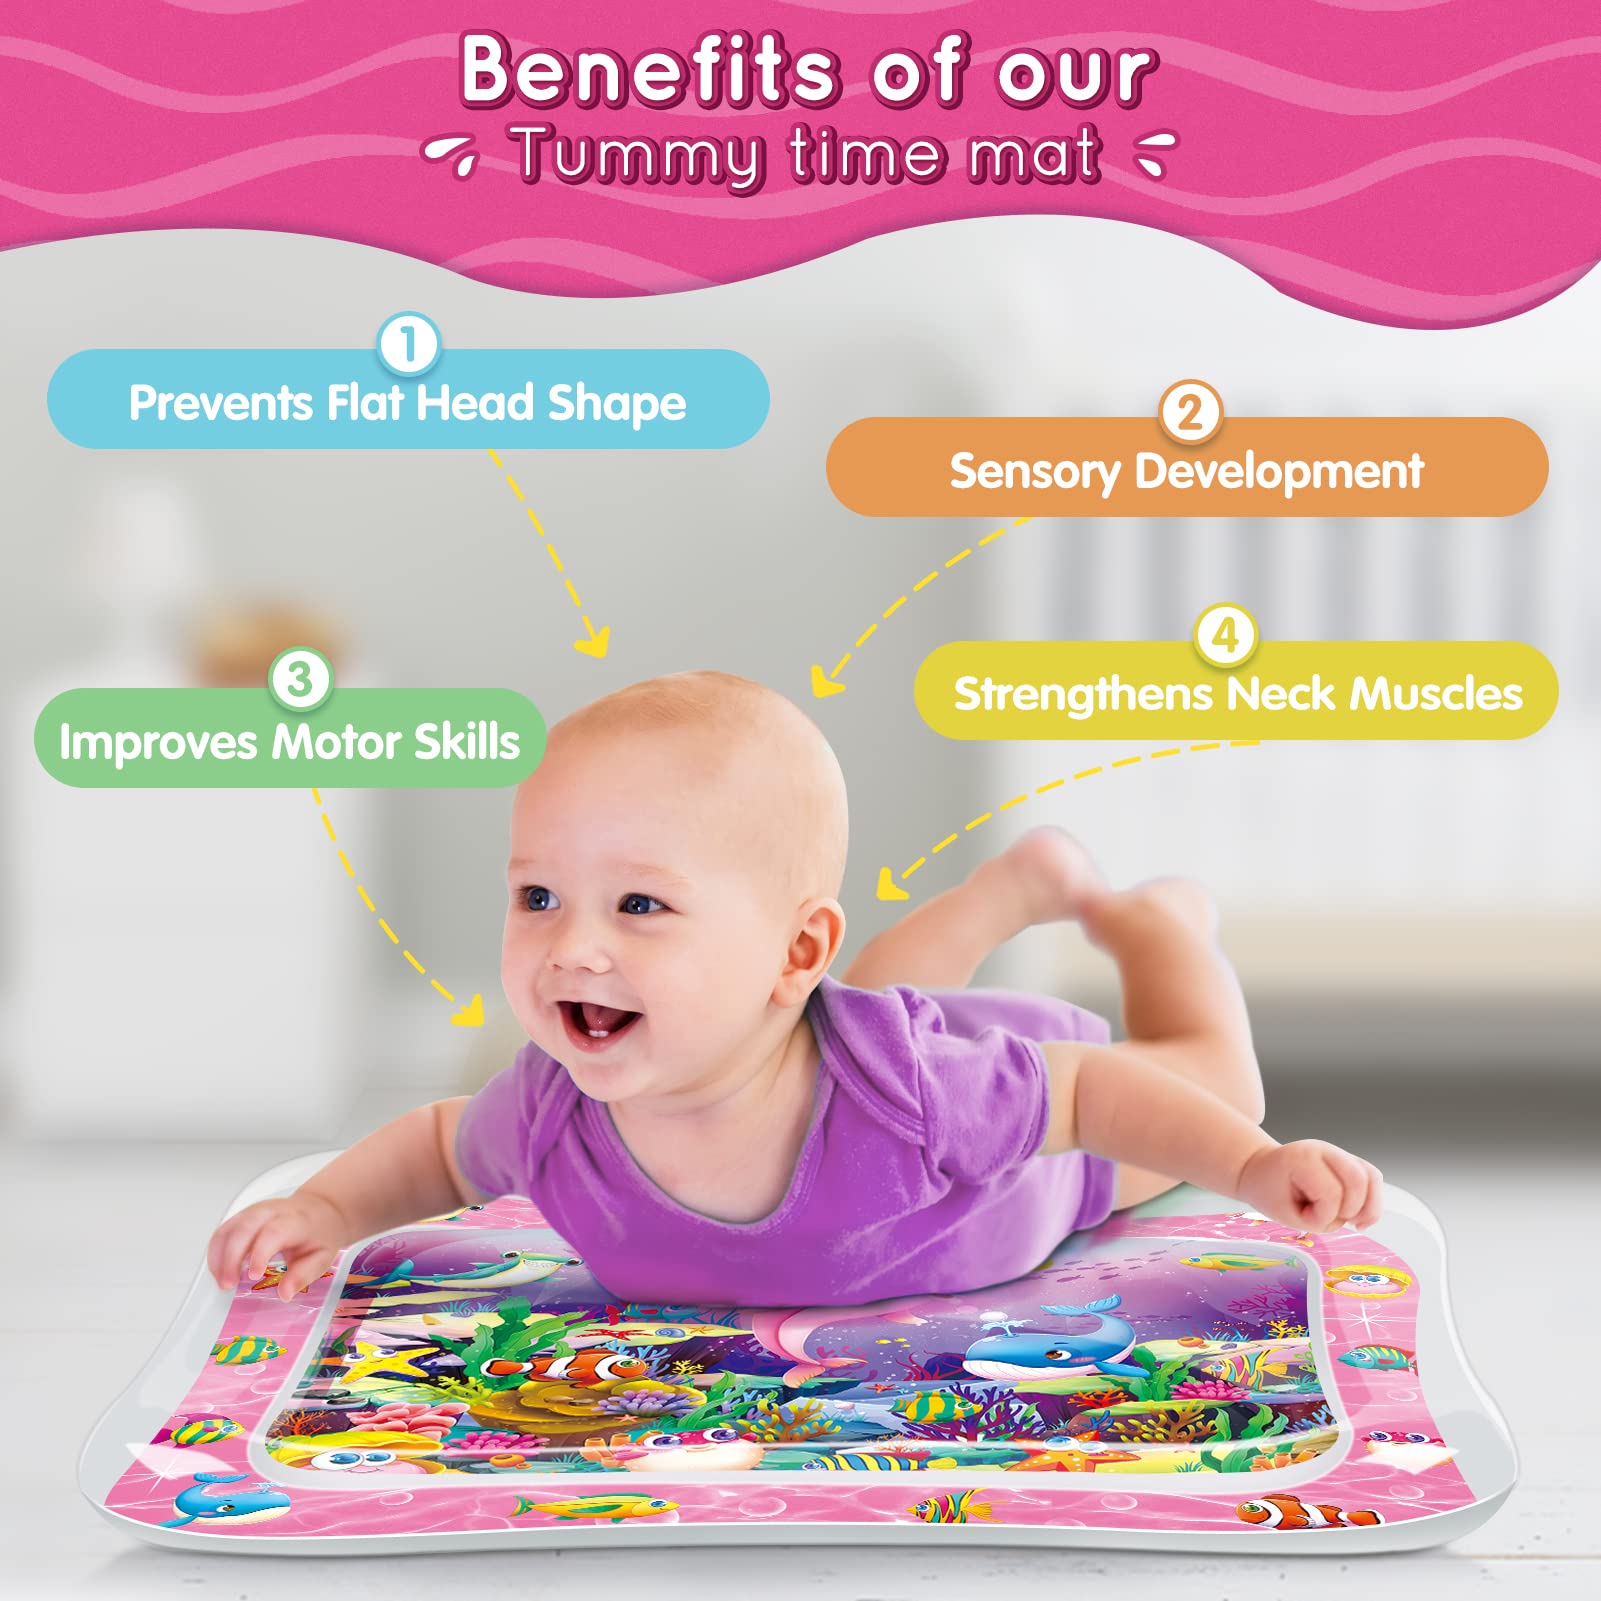 Benefits of our
Tummy time mat
1
Prevents Flat Head Shape
2
Sensory Development
3
Improves Motor Skills
4
Strengthens Neck Muscles